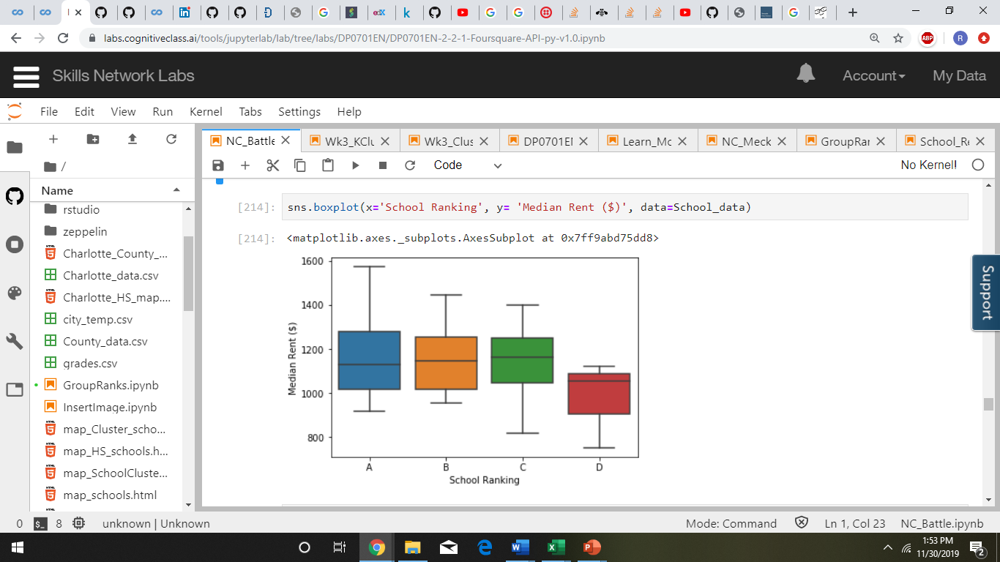 labs.cognitiveclass.ai/tools/jupyterlab/lab/tree/labs/DP0701EN/DP0701EN-2-2-1-Foursquare-API-py-v1.0.ipynb
ABP
R
Skills Network Labs
Account
My Data
File Edit View Run Kernel Tabs Settings Help
NC_Battle
Wk3_KClu
Wk3_Clus
DP0701EN
Learn_Mo
NC_Meck
GroupRan
School_Re
Code
No Kernel!
/
Name
rstudio
zeppelin
Charlotte_County_...
Charlotte_data.csv
Charlotte_HS_map....
city_temp.csv
County_data.csv
grades.csv
GroupRanks.ipynb
InsertImage.ipynb
map_Cluster_scho...
map_HS_schools.h...
map_SchoolCluste...
map_schools.html
[214]: sns.boxplot(x='School Ranking', y= 'Median Rent ($)', data=School_data)
[214]: <matplotlib.axes._subplots.AxesSubplot at 0x7ff9abd75dd8>
1600
1400
1200
1000
800
Median Rent ($)
A B C D
School Ranking
Support
0 $_ 8 unknown | Unknown
Mode: Command
Ln 1, Col 23
NC_Battle.ipynb
1:53 PM
11/30/2019
2